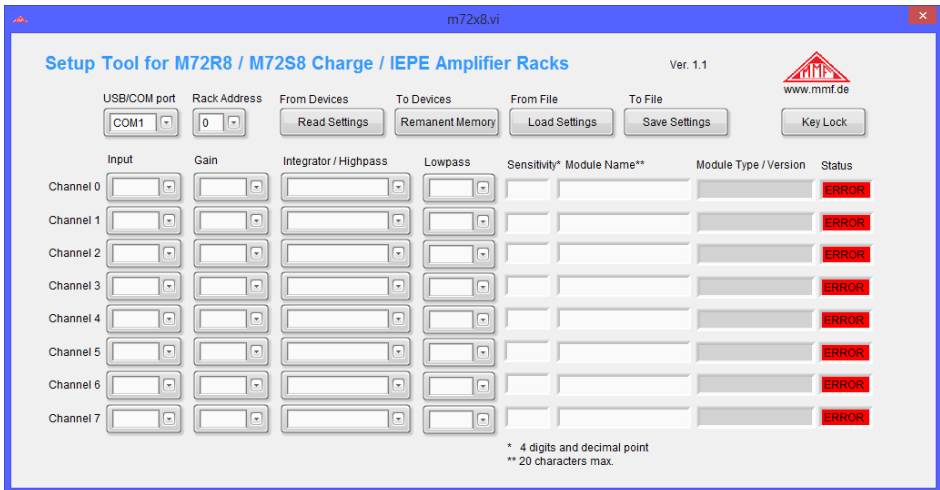 m72x8.vi
Setup Tool for M72R8 / M72S8 Charge / IEPE Amplifier Racks
Ver. 1.1
MMF
www.mmf.de
USB/COM port Rack Address From Devices To Devices From File To File
COM1 0 Read Settings Remanent Memory Load Settings Save Settings Key Lock
Input Gain Integrator / Highpass Lowpass Sensitivity* Module Name** Module Type / Version Status
Channel 0 ERROR
Channel 1 ERROR
Channel 2 ERROR
Channel 3 ERROR
Channel 4 ERROR
Channel 5 ERROR
Channel 6 ERROR
Channel 7 ERROR
* 4 digits and decimal point
** 20 characters max.